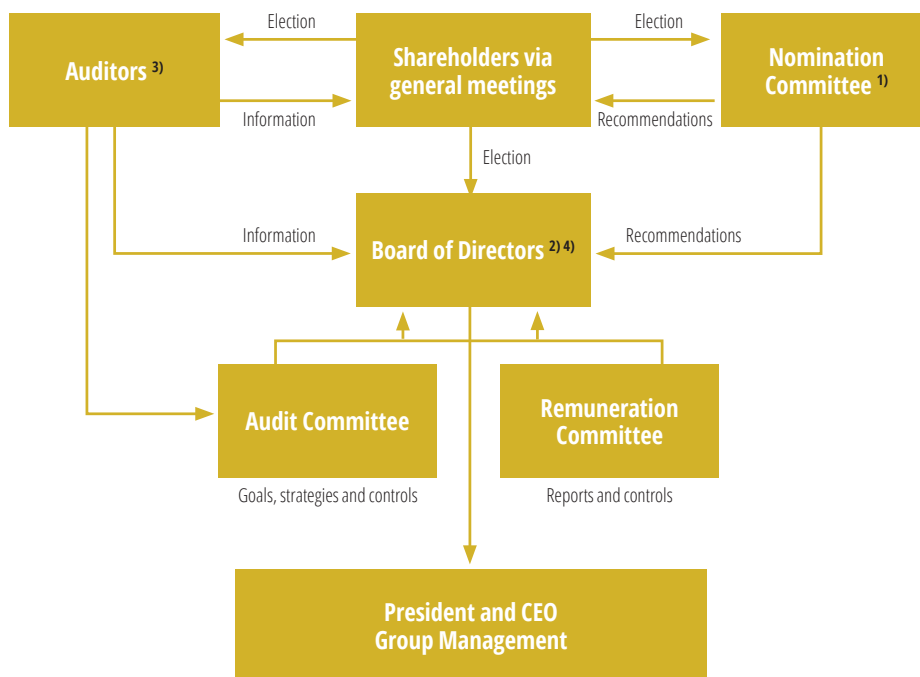 Election
Election
Auditors 3)
Shareholders via
general meetings
Nomination
Committee 1)
Information
Recommendations
Election
Information
Board of Directors 2) 4)
Recommendations
Audit Committee
Remuneration
Committee
Goals, strategies and controls
Reports and controls
President and CEO
Group Management